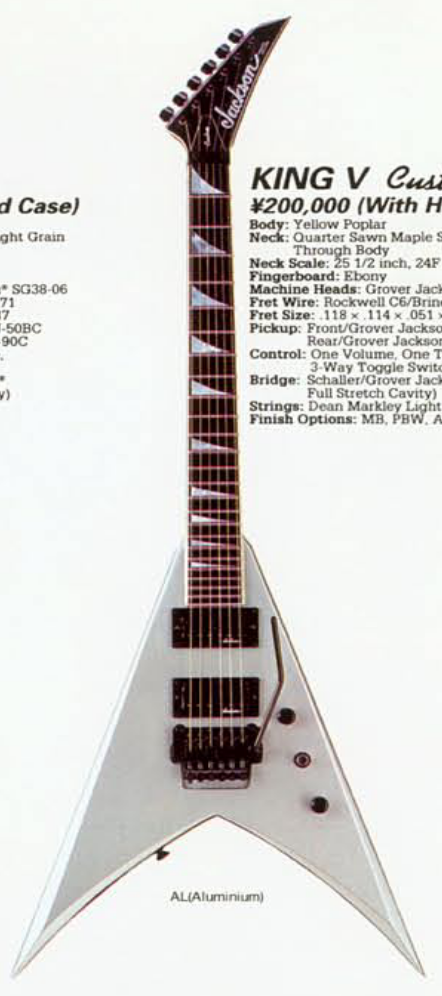 Jackson
d Case)
ght Grain
* SG38-06
71
7
-50BC
90C
*
y)
KING V Cust
¥200,000 (With H
Body: Yellow Poplar
Neck: Quarter Sawn Maple S
Through Body
Neck Scale: 25 1/2 inch, 24F
Fingerboard: Ebony
Machine Heads: Grover Jack
Fret Wire: Rockwell C6/Brin
Fret Size: .118 × .114 × .051 ×
Pickup: Front/Grover Jackso
Rear/Grover Jackson
Control: One Volume, One T
3-Way Toggle Switc
Bridge: Schaller/Grover Jack
Full Stretch Cavity)
Strings: Dean Markley Light
Finish Options: MB, PBW, A
AL(Aluminium)